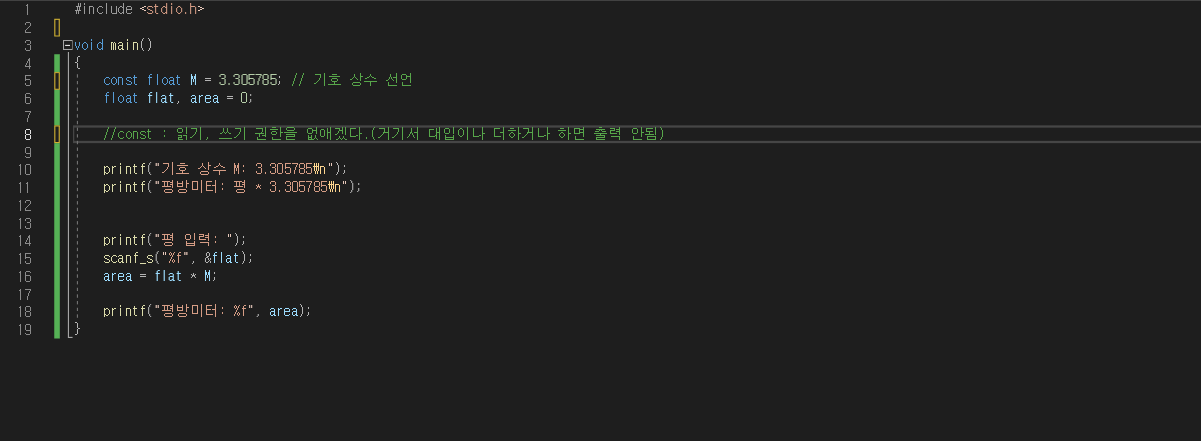 1 #include <stdio.h>
2
3 void main()
4 {
5 const float M = 3.305785; // 기호 상수 선언
6 float flat, area = 0;
7
8 //const : 읽기, 쓰기 권한을 없애겠다.(거기서 대입이나 더하거나 하면 출력 안됨)
9
10 printf("기호 상수 M: 3.305785₩n");
11 printf("평방미터: 평 * 3.305785₩n");
12
13
14 printf("평 입력: ");
15 scanf_s("%f", &flat);
16 area = flat * M;
17
18 printf("평방미터: %f", area);
19 }